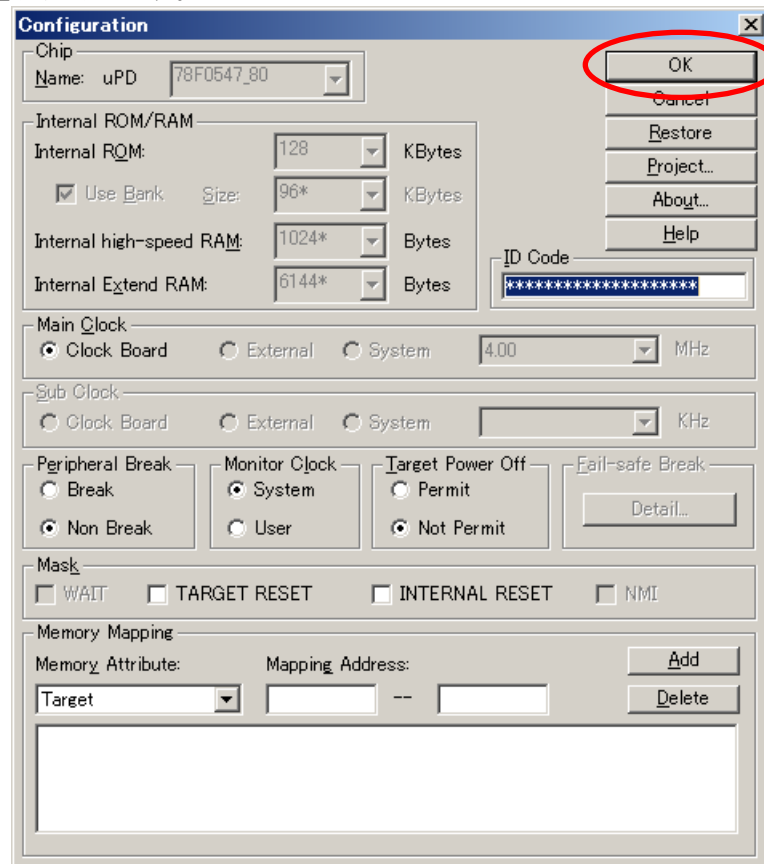 Configuration
Chip
Name: uPD 78F0547_80
OK
Cancel
Restore
Project...
About...
Help
Internal ROM/RAM
Internal ROM: 128 KBytes
Use Bank Size: 96* KBytes
Internal high-speed RAM: 1024* Bytes
Internal Extend RAM: 6144* Bytes
ID Code
********************
Main Clock
Clock Board External System 4.00 MHz
Sub Clock
Clock Board External System KHz
Peripheral Break
Break
Non Break
Monitor Clock
System
User
Target Power Off
Permit
Not Permit
Fail-safe Break
Detail...
Mask
WAIT TARGET RESET INTERNAL RESET NMI
Memory Mapping
Memory Attribute: Mapping Address:
Add
Target --
Delete